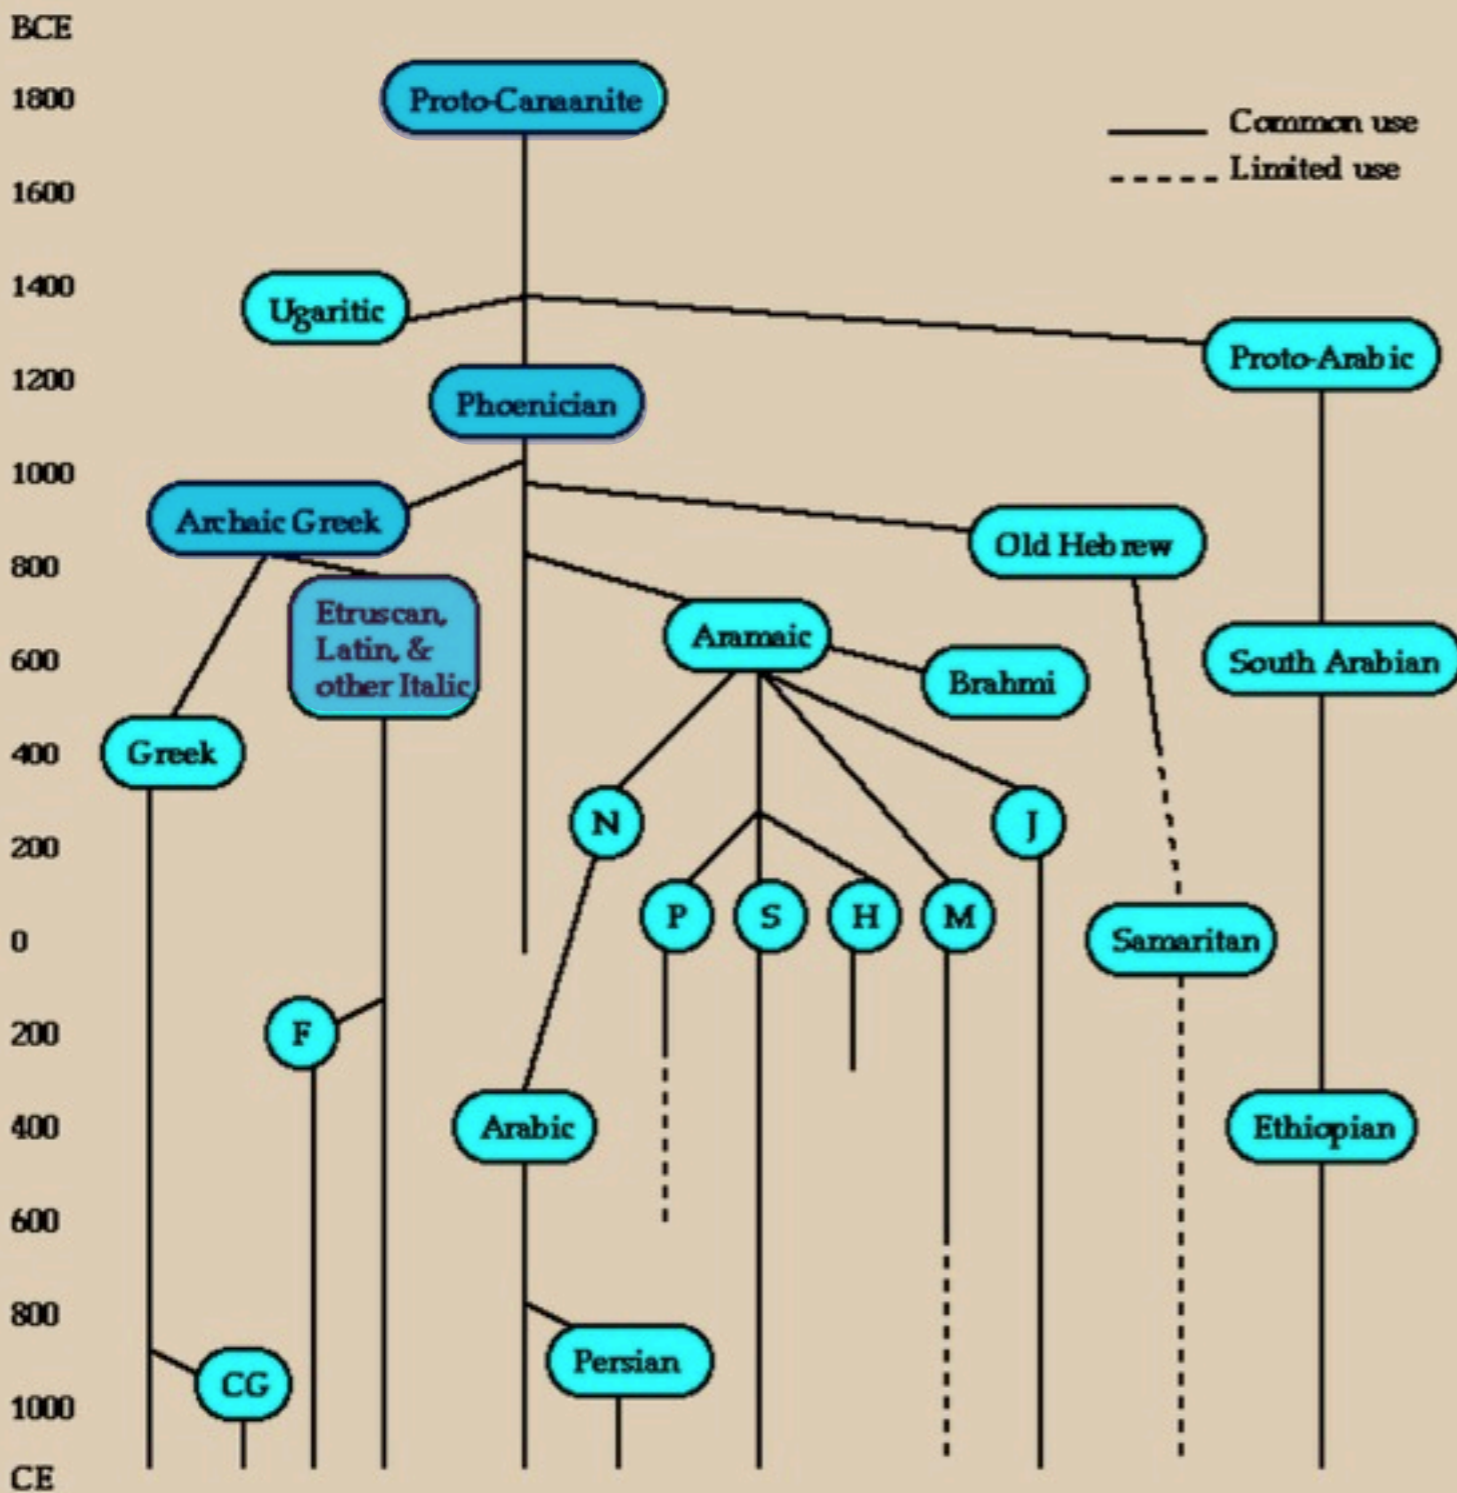 BCE
1800
Proto-Canaanite
Common use
Limited use
1600
1400
Ugaritic
Proto-Arabic
1200
Phoenician
1000
Archaic Greek
Old Hebrew
800
Etruscan,
Latin, &
other Italic
Aramaic
600
South Arabian
Brahmi
400
Greek
N
J
200
P
S
H
M
0
Samaritan
200
F
400
Arabic
Ethiopian
600
800
Persian
CG
1000
CE